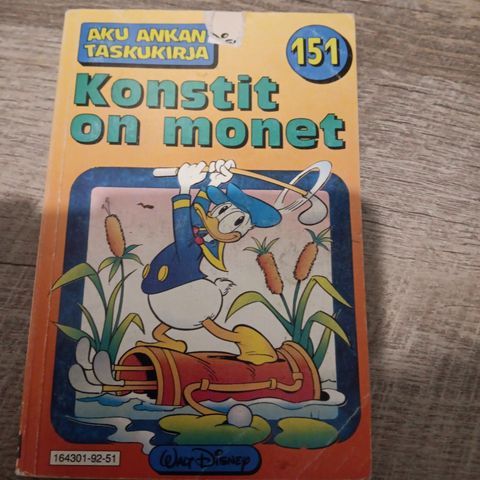 AKU ANKAN
TASKUKIRJA
151
Konstit
on monet
164301-92-51
WALT DISNEY